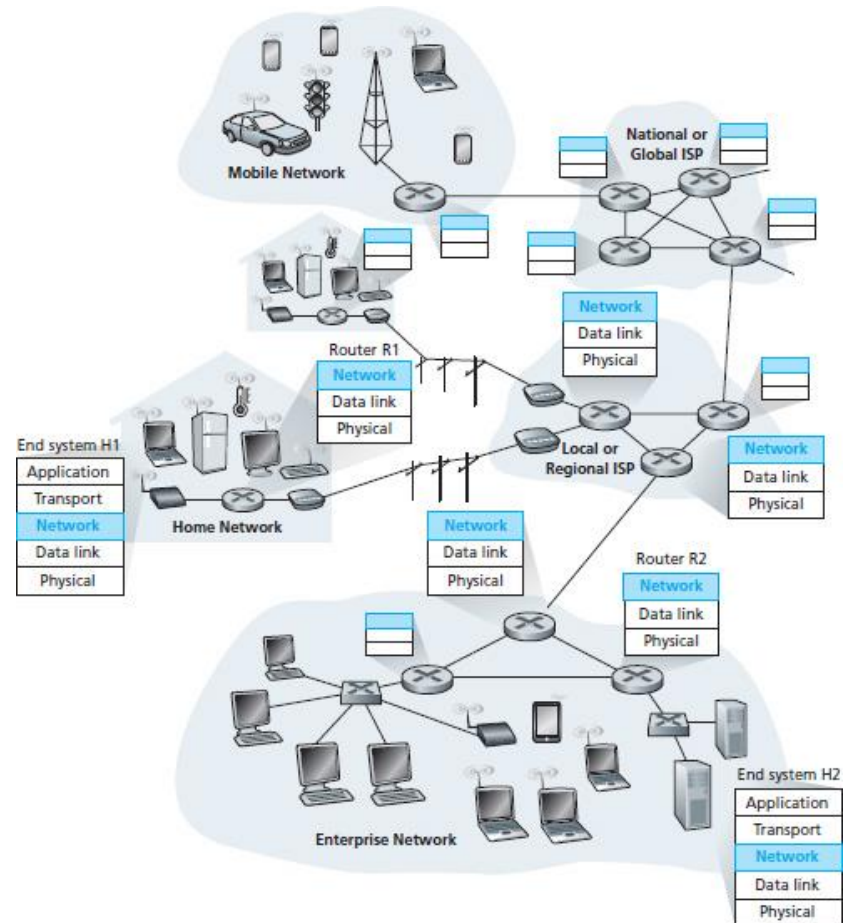 National or
Global ISP
Mobile Network
Network
Data link
Physical
Router R1
Network
Data link
Physical
End system H1
Application
Transport
Network
Data link
Physical
Local or
Regional ISP
Network
Data link
Physical
Home Network
Network
Data link
Physical
Router R2
Network
Data link
Physical
Enterprise Network
End system H2
Application
Transport
Network
Data link
Physical